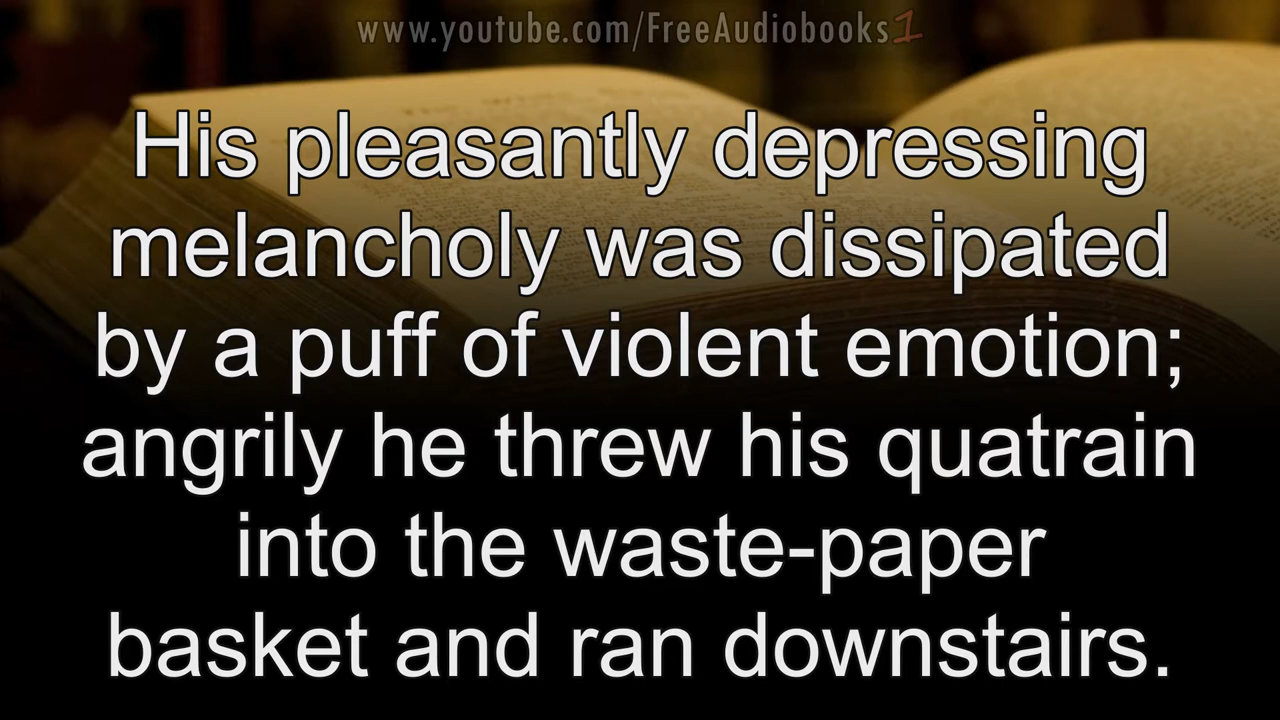 www.youtube.com/FreeAudiobooks1
His pleasantly depressing
melancholy was dissipated
by a puff of violent emotion;
angrily he threw his quatrain
into the waste-paper
basket and ran downstairs.